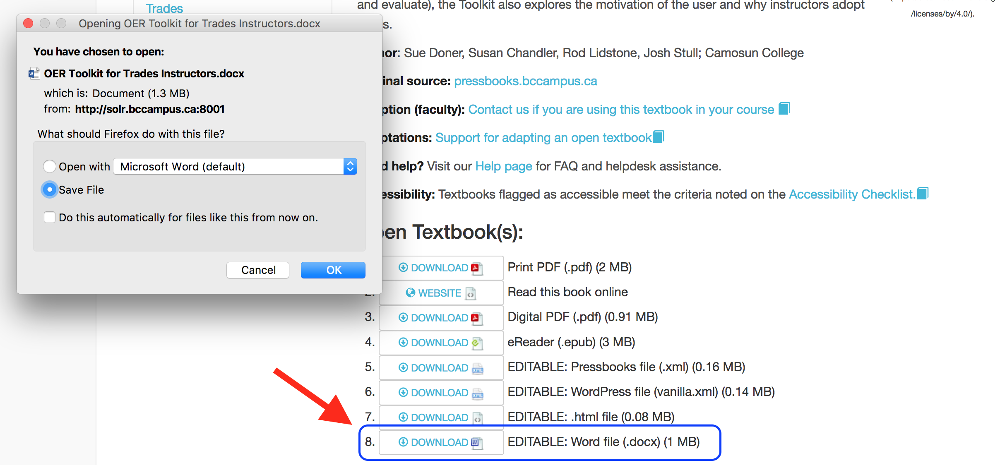 Trades
and evaluate), the Toolkit also explores the motivation of the user and why instructors adopt
s.
/licenses/by/4.0/).
Opening OER Toolkit for Trades Instructors.docx
You have chosen to open:
OER Toolkit for Trades Instructors.docx
which is: Document (1.3 MB)
from: http://solr.bccampus.ca:8001
What should Firefox do with this file?
Open with Microsoft Word (default)
Save File
Do this automatically for files like this from now on.
Cancel OK
or: Sue Doner, Susan Chandler, Rod Lidstone, Josh Stull; Camosun College
inal source: pressbooks.bccampus.ca
ption (faculty): Contact us if you are using this textbook in your course
ptations: Support for adapting an open textbook
d help? Visit our Help page for FAQ and helpdesk assistance.
essibility: Textbooks flagged as accessible meet the criteria noted on the Accessibility Checklist.
en Textbook(s):
DOWNLOAD Print PDF (.pdf) (2 MB)
2. WEBSITE Read this book online
3. DOWNLOAD Digital PDF (.pdf) (0.91 MB)
4. DOWNLOAD eReader (.epub) (3 MB)
5. DOWNLOAD EDITABLE: Pressbooks file (.xml) (0.16 MB)
6. DOWNLOAD EDITABLE: WordPress file (vanilla.xml) (0.14 MB)
7. DOWNLOAD EDITABLE: .html file (0.08 MB)
8. DOWNLOAD EDITABLE: Word file (.docx) (1 MB)